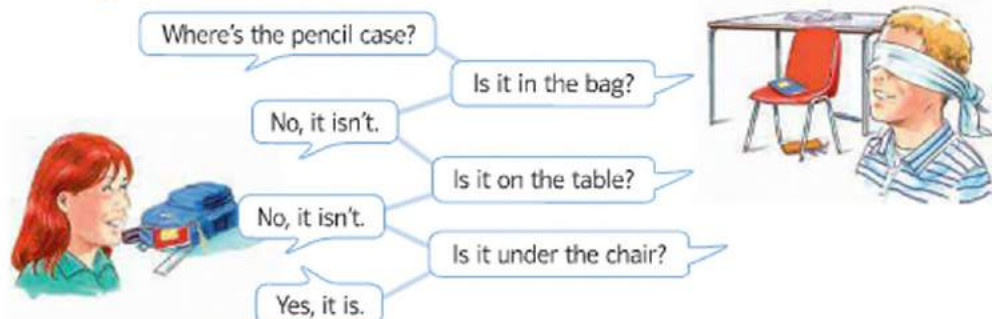 Where's the pencil case?
Is it in the bag?
No, it isn't.
Is it on the table?
No, it isn't.
Is it under the chair?
Yes, it is.